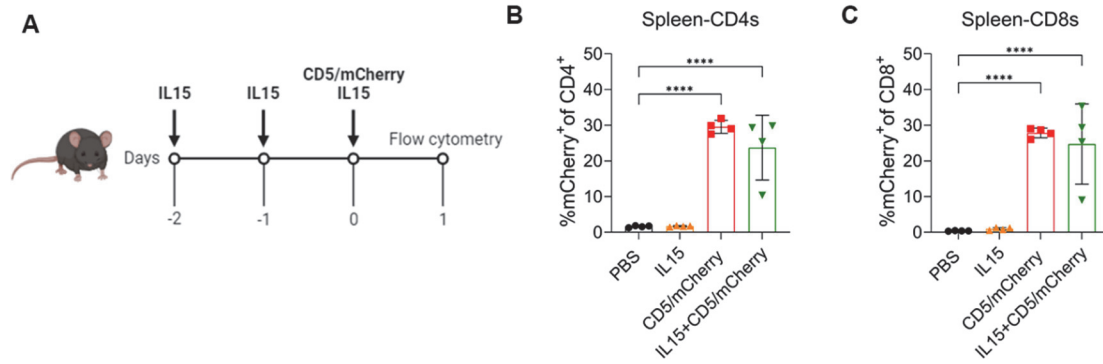 A
CD5/mCherry
IL15 IL15 IL15
Flow cytometry
Days
-2 -1 0 1
B
Spleen-CD4s
%mCherry⁺of CD4⁺
50
40
30
20
10
0
****
****
PBS
IL15
CD5/mCherry
IL15+CD5/mCherry
C
Spleen-CD8s
%mCherry⁺of CD8⁺
50
40
30
20
10
0
****
****
PBS
IL15
CD5/mCherry
IL15+CD5/mCherry